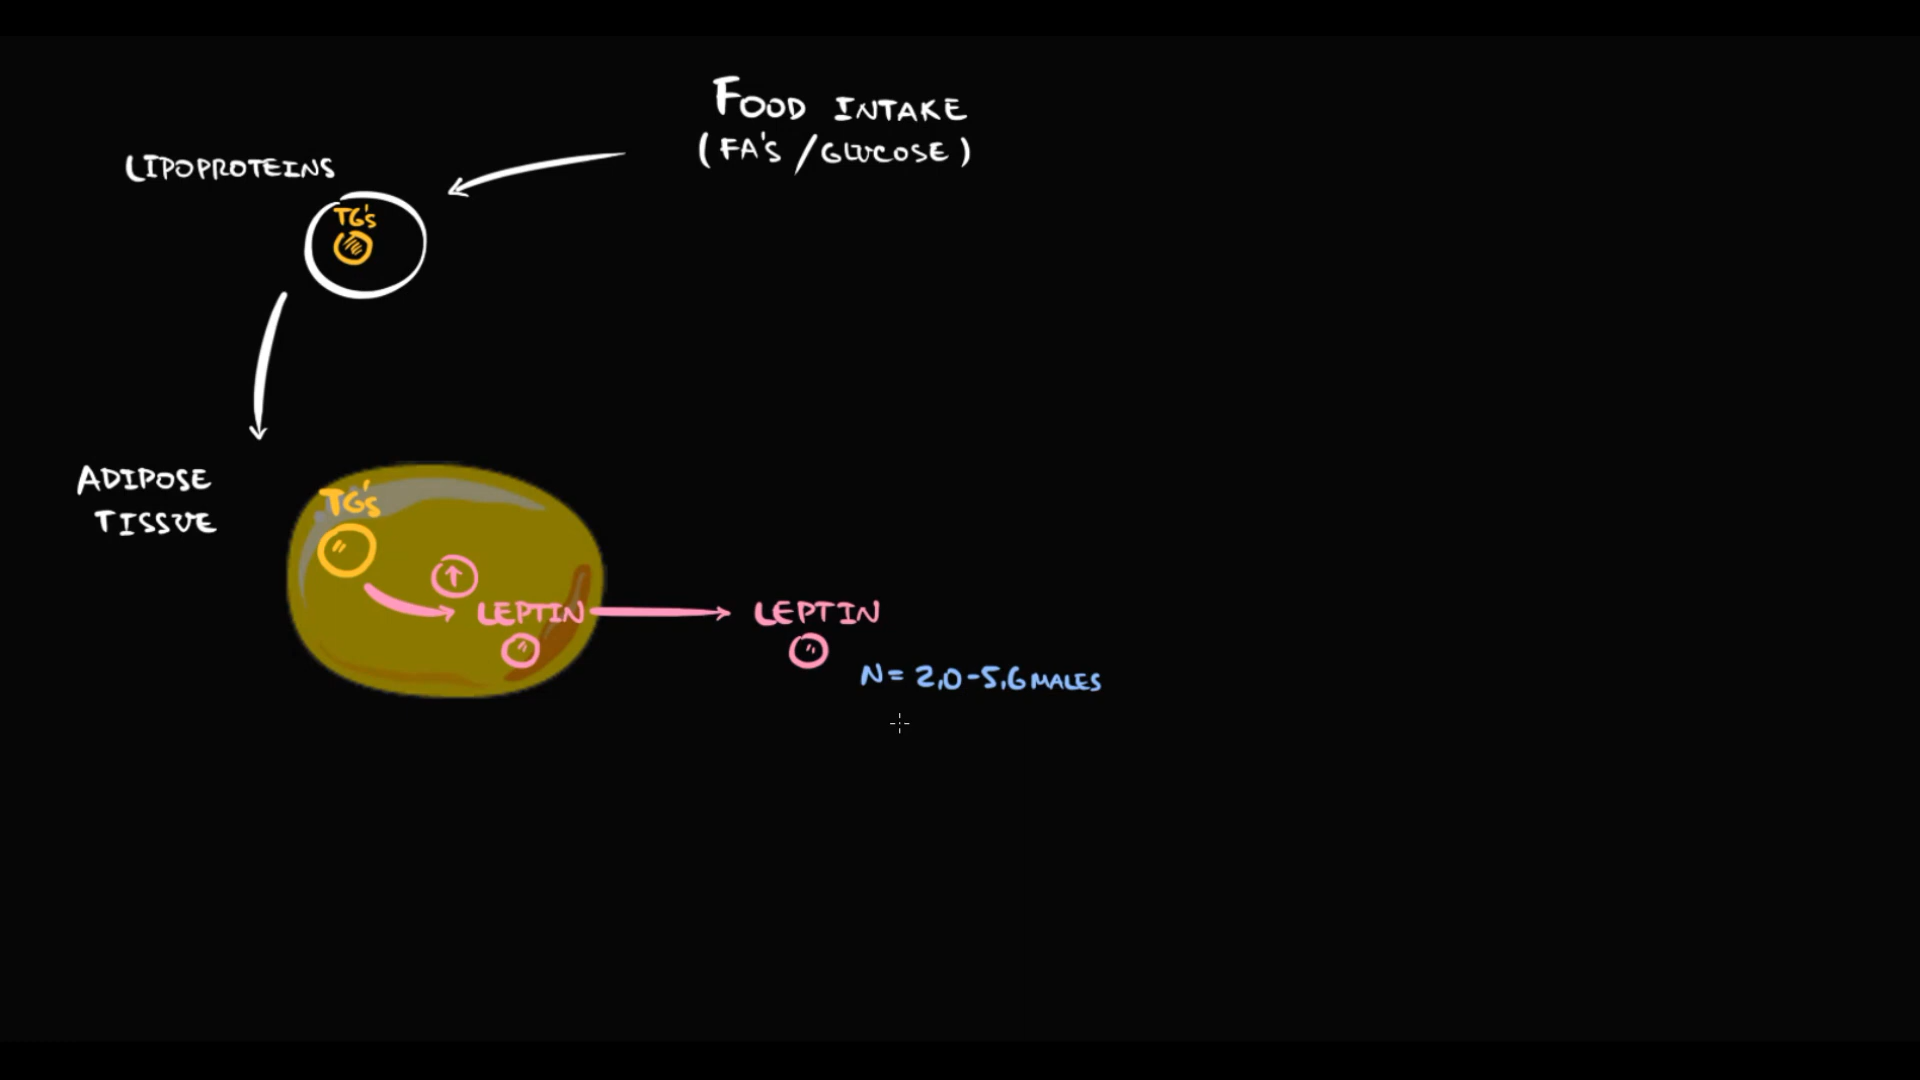 FOOD INTAKE
(FA'S/GLUCOSE)
LIPOPROTEINS
TG's
ADIPOSE
TISSUE
TG's
↑
LEPTIN
LEPTIN
N= 2,0-5,6 MALES